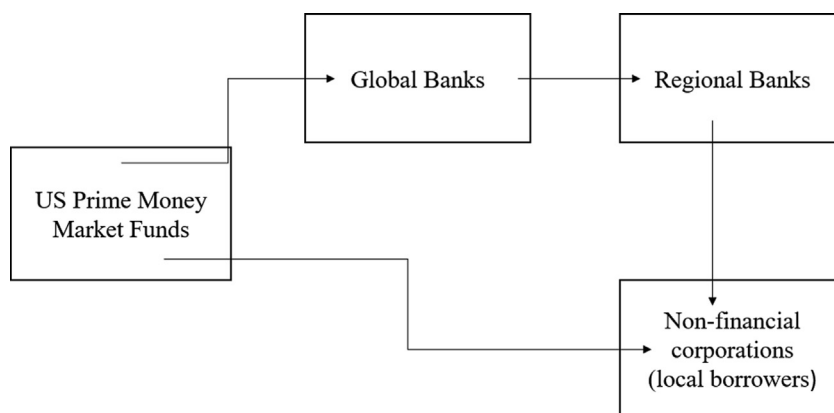 Global Banks
Regional Banks
US Prime Money
Market Funds
Non-financial
corporations
(local borrowers)